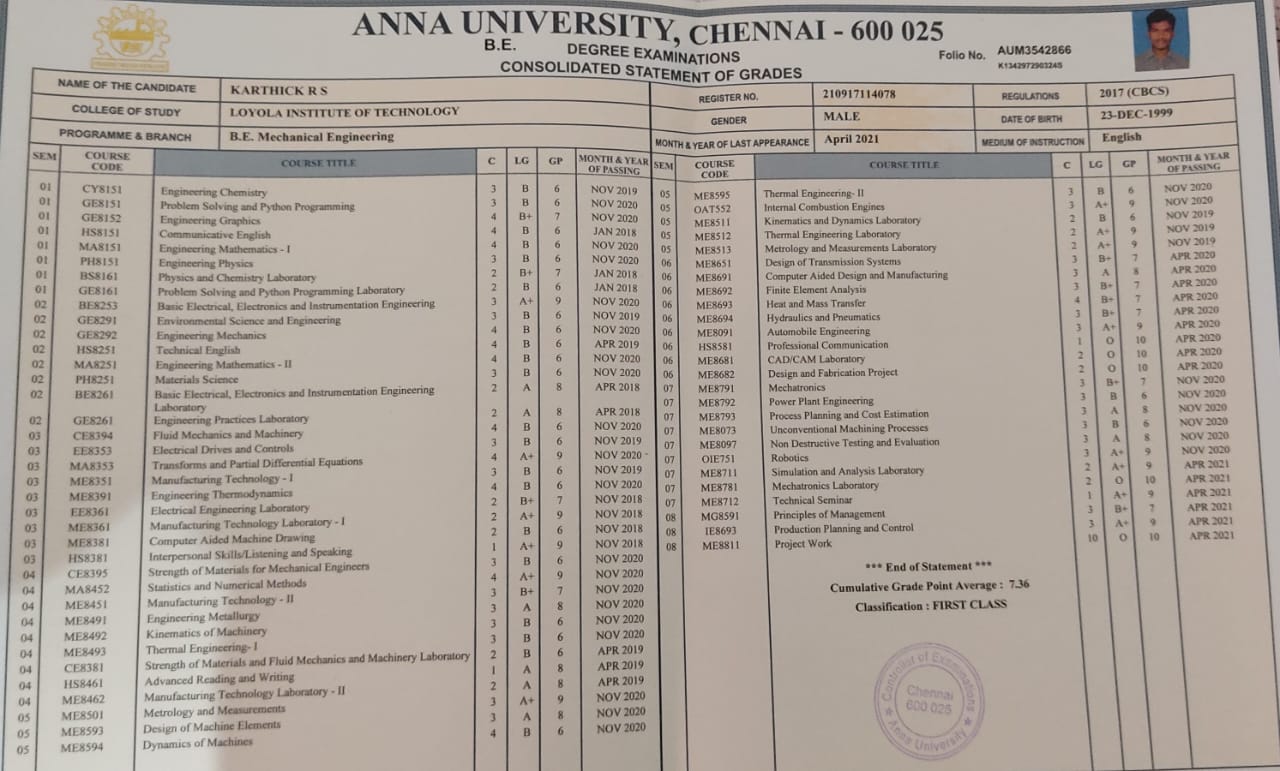 ANNA UNIVERSITY, CHENNAI - 600 025
B.E. DEGREE EXAMINATIONS
CONSOLIDATED STATEMENT OF GRADES
Folio No. AUM3542866
K1342972903245
NAME OF THE CANDIDATE KARTHICK R S
COLLEGE OF STUDY LOYOLA INSTITUTE OF TECHNOLOGY
PROGRAMME & BRANCH B.E. Mechanical Engineering
REGISTER NO. 210917114078 REGULATIONS 2017 (CBCS)
GENDER MALE DATE OF BIRTH 23-DEC-1999
MONTH & YEAR OF LAST APPEARANCE April 2021 MEDIUM OF INSTRUCTION English
SEM COURSE CODE COURSE TITLE C LG GP MONTH & YEAR OF PASSING
01 CY8151 Engineering Chemistry 3 B 6 NOV 2019
01 GE8151 Problem Solving and Python Programming 3 B 6 NOV 2020
01 GE8152 Engineering Graphics 4 B+ 7 NOV 2020
01 HS8151 Communicative English 4 B 6 JAN 2018
01 MA8151 Engineering Mathematics - I 4 B 6 NOV 2020
01 PH8151 Engineering Physics 3 B 6 NOV 2020
01 BS8161 Physics and Chemistry Laboratory 2 B+ 7 JAN 2018
01 GE8161 Problem Solving and Python Programming Laboratory 2 B 6 JAN 2018
02 BE8253 Basic Electrical, Electronics and Instrumentation Engineering 3 A+ 9 NOV 2020
02 GE8291 Environmental Science and Engineering 3 B 6 NOV 2019
02 GE8292 Engineering Mechanics 4 B 6 NOV 2020
02 HS8251 Technical English 4 B 6 APR 2019
02 MA8251 Engineering Mathematics - II 4 B 6 NOV 2020
02 PH8251 Materials Science 3 B 6 NOV 2020
02 BE8261 Basic Electrical, Electronics and Instrumentation Engineering 2 A 8 APR 2018
Laboratory
02 GE8261 Engineering Practices Laboratory 2 A 8 APR 2018
03 CE8394 Fluid Mechanics and Machinery 4 B 6 NOV 2020
03 EE8353 Electrical Drives and Controls 3 B 6 NOV 2019
03 MA8353 Transforms and Partial Differential Equations 4 A+ 9 NOV 2020
03 ME8351 Manufacturing Technology - I 3 B 6 NOV 2019
03 ME8391 Engineering Thermodynamics 4 B 6 NOV 2020
03 EE8361 Electrical Engineering Laboratory 2 B+ 7 NOV 2018
03 ME8361 Manufacturing Technology Laboratory - I 2 A+ 9 NOV 2018
03 ME8381 Computer Aided Machine Drawing 2 B 6 NOV 2018
03 HS8381 Interpersonal Skills/Listening and Speaking 1 A+ 9 NOV 2018
04 CE8395 Strength of Materials for Mechanical Engineers 3 B 6 NOV 2020
04 MA8452 Statistics and Numerical Methods 4 A+ 9 NOV 2020
04 ME8451 Manufacturing Technology - II 3 B+ 7 NOV 2020
04 ME8491 Engineering Metallurgy 3 A 8 NOV 2020
04 ME8492 Kinematics of Machinery 3 B 6 NOV 2020
04 ME8493 Thermal Engineering- I 3 B 6 NOV 2020
04 CE8381 Strength of Materials and Fluid Mechanics and Machinery Laboratory 2 B 6 APR 2019
04 HS8461 Advanced Reading and Writing 1 A 8 APR 2019
04 ME8462 Manufacturing Technology Laboratory - II 2 A 8 APR 2019
05 ME8501 Metrology and Measurements 3 A+ 9 NOV 2020
05 ME8593 Design of Machine Elements 3 A 8 NOV 2020
05 ME8594 Dynamics of Machines 4 B 6 NOV 2020
SEM COURSE CODE COURSE TITLE C LG GP MONTH & YEAR OF PASSING
05 ME8595 Thermal Engineering- II 3 B 6 NOV 2020
05 OAT552 Internal Combustion Engines 3 A+ 9 NOV 2020
05 ME8511 Kinematics and Dynamics Laboratory 2 B 6 NOV 2019
05 ME8512 Thermal Engineering Laboratory 2 A+ 9 NOV 2019
05 ME8513 Metrology and Measurements Laboratory 2 A+ 9 NOV 2019
06 ME8651 Design of Transmission Systems 3 B+ 7 APR 2020
06 ME8691 Computer Aided Design and Manufacturing 3 A 8 APR 2020
06 ME8692 Finite Element Analysis 3 B+ 7 APR 2020
06 ME8693 Heat and Mass Transfer 4 B+ 7 APR 2020
06 ME8694 Hydraulics and Pneumatics 3 B+ 7 APR 2020
06 ME8091 Automobile Engineering 3 A+ 9 APR 2020
06 HS8581 Professional Communication 1 O 10 APR 2020
06 ME8681 CAD/CAM Laboratory 2 O 10 APR 2020
06 ME8682 Design and Fabrication Project 2 O 10 APR 2020
07 ME8791 Mechatronics 3 B+ 7 NOV 2020
07 ME8792 Power Plant Engineering 3 B 6 NOV 2020
07 ME8793 Process Planning and Cost Estimation 3 A 8 NOV 2020
07 ME8073 Unconventional Machining Processes 3 B 6 NOV 2020
07 ME8097 Non Destructive Testing and Evaluation 3 A 8 NOV 2020
07 OIE751 Robotics 3 A+ 9 NOV 2020
07 ME8711 Simulation and Analysis Laboratory 2 A+ 9 APR 2021
07 ME8781 Mechatronics Laboratory 2 O 10 APR 2021
07 ME8712 Technical Seminar 1 A+ 9 APR 2021
08 MG8591 Principles of Management 3 B+ 7 APR 2021
08 IE8693 Production Planning and Control 3 A+ 9 APR 2021
08 ME8811 Project Work 10 O 10 APR 2021
*** End of Statement ***
Cumulative Grade Point Average : 7.36
Classification : FIRST CLASS
Controller of Examinations
Chennai
600 025
Anna University